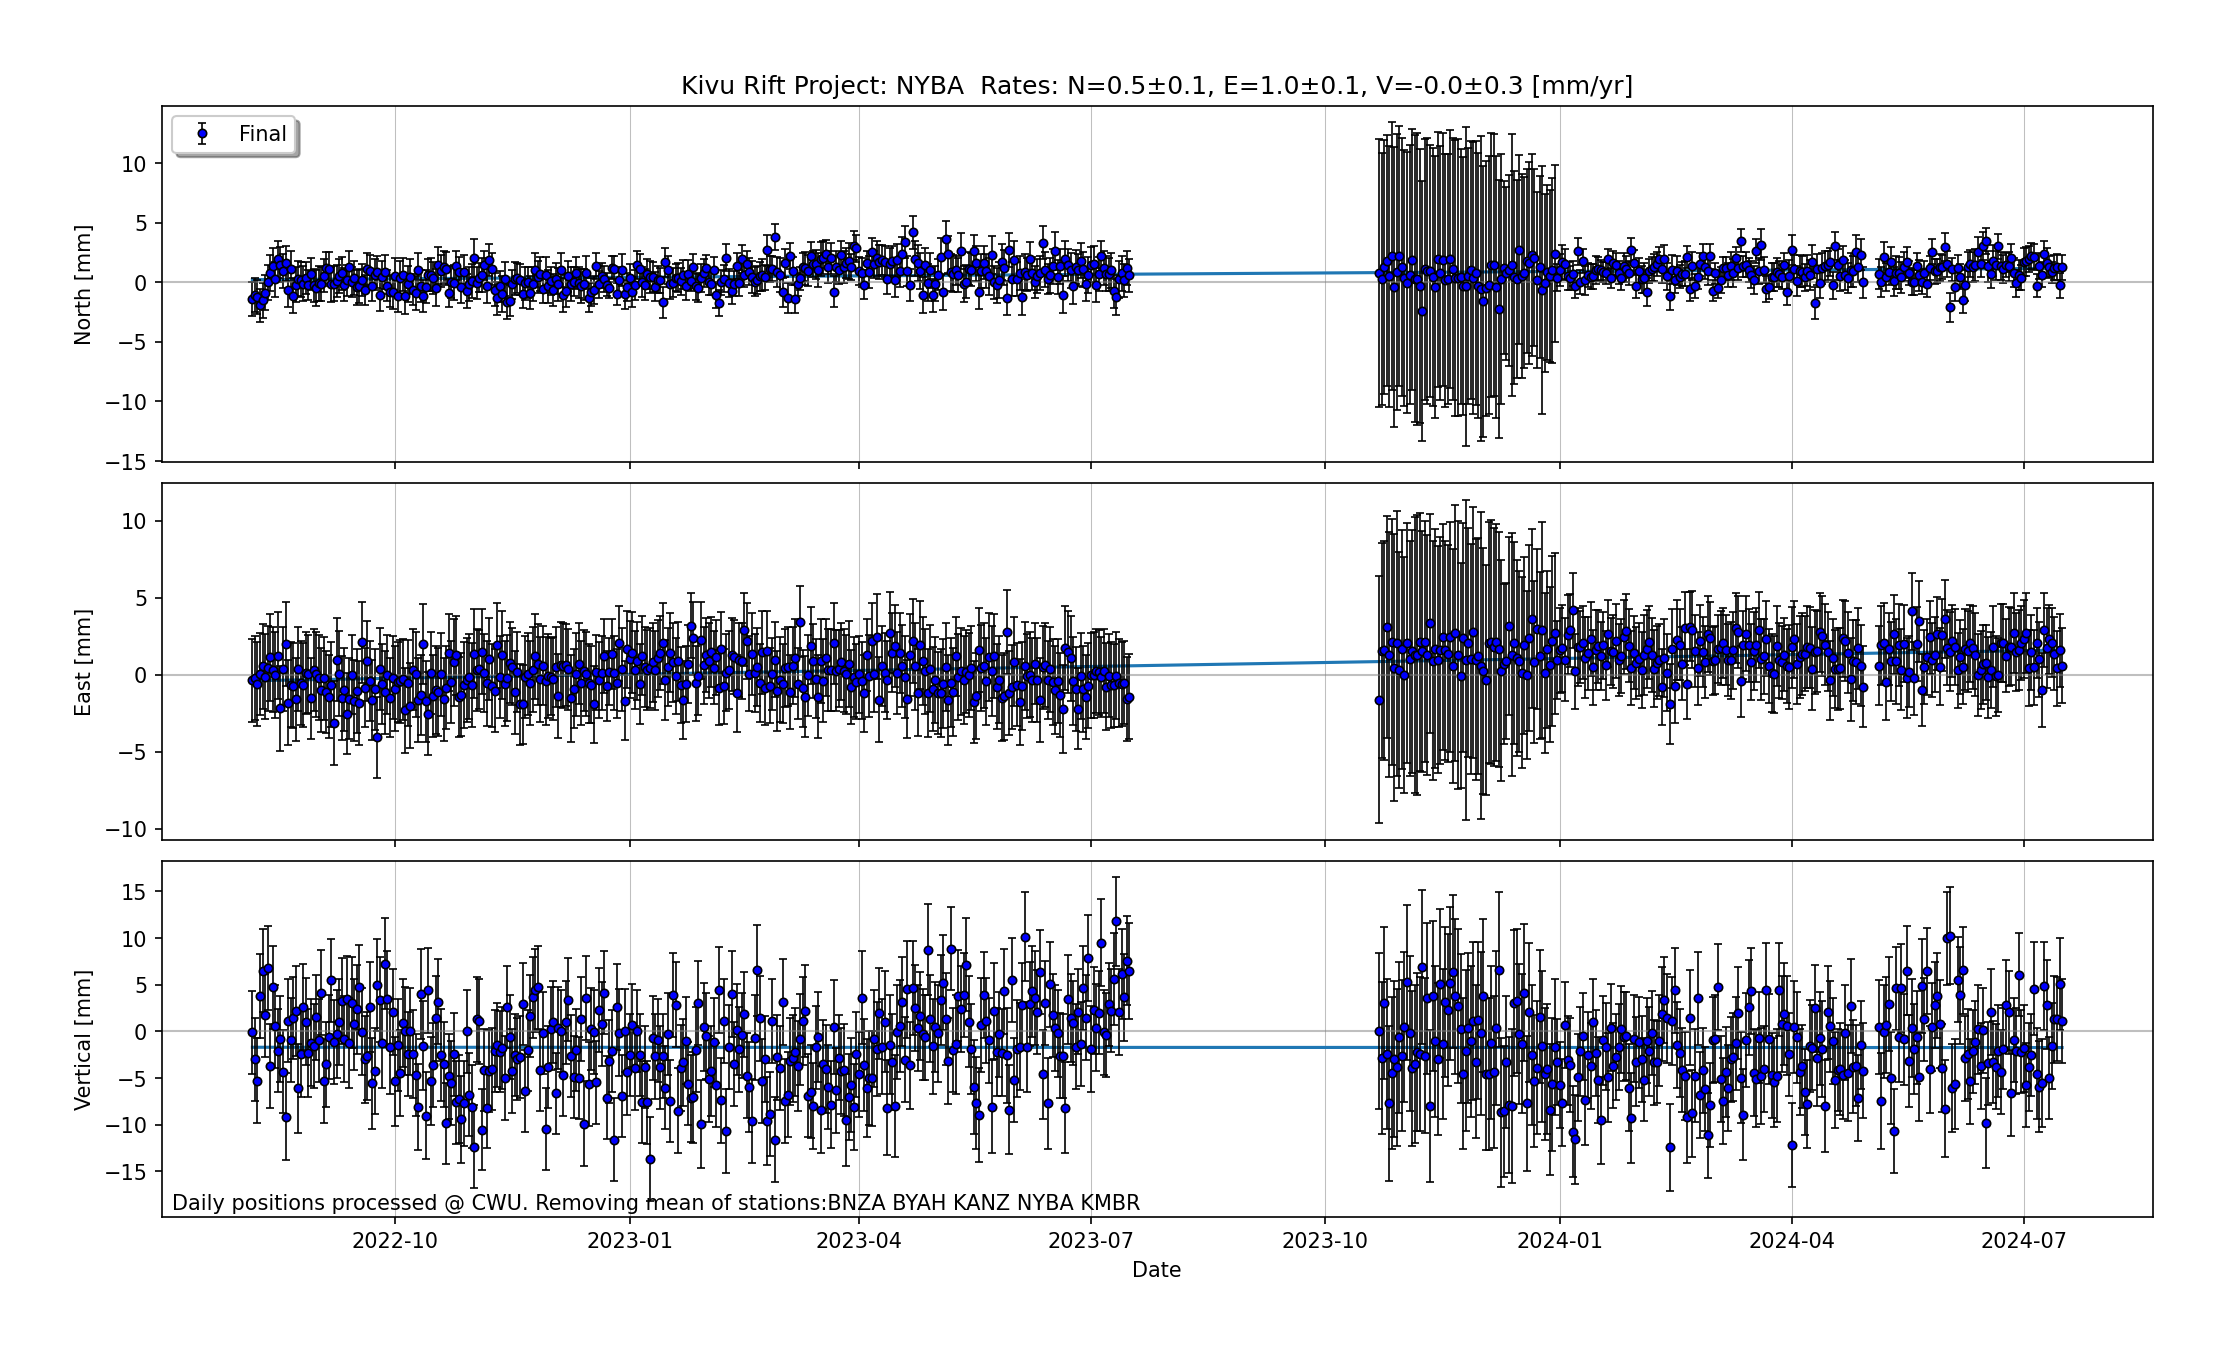 Kivu Rift Project: NYBA  Rates: N=0.5±0.1, E=1.0±0.1, V=-0.0±0.3 [mm/yr]
Final
North [mm]
10
5
0
−5
−10
−15
East [mm]
10
5
0
−5
−10
Vertical [mm]
15
10
5
0
−5
−10
−15
Daily positions processed @ CWU. Removing mean of stations:BNZA BYAH KANZ NYBA KMBR
2022-10 2023-01 2023-04 2023-07 2023-10 2024-01 2024-04 2024-07
Date